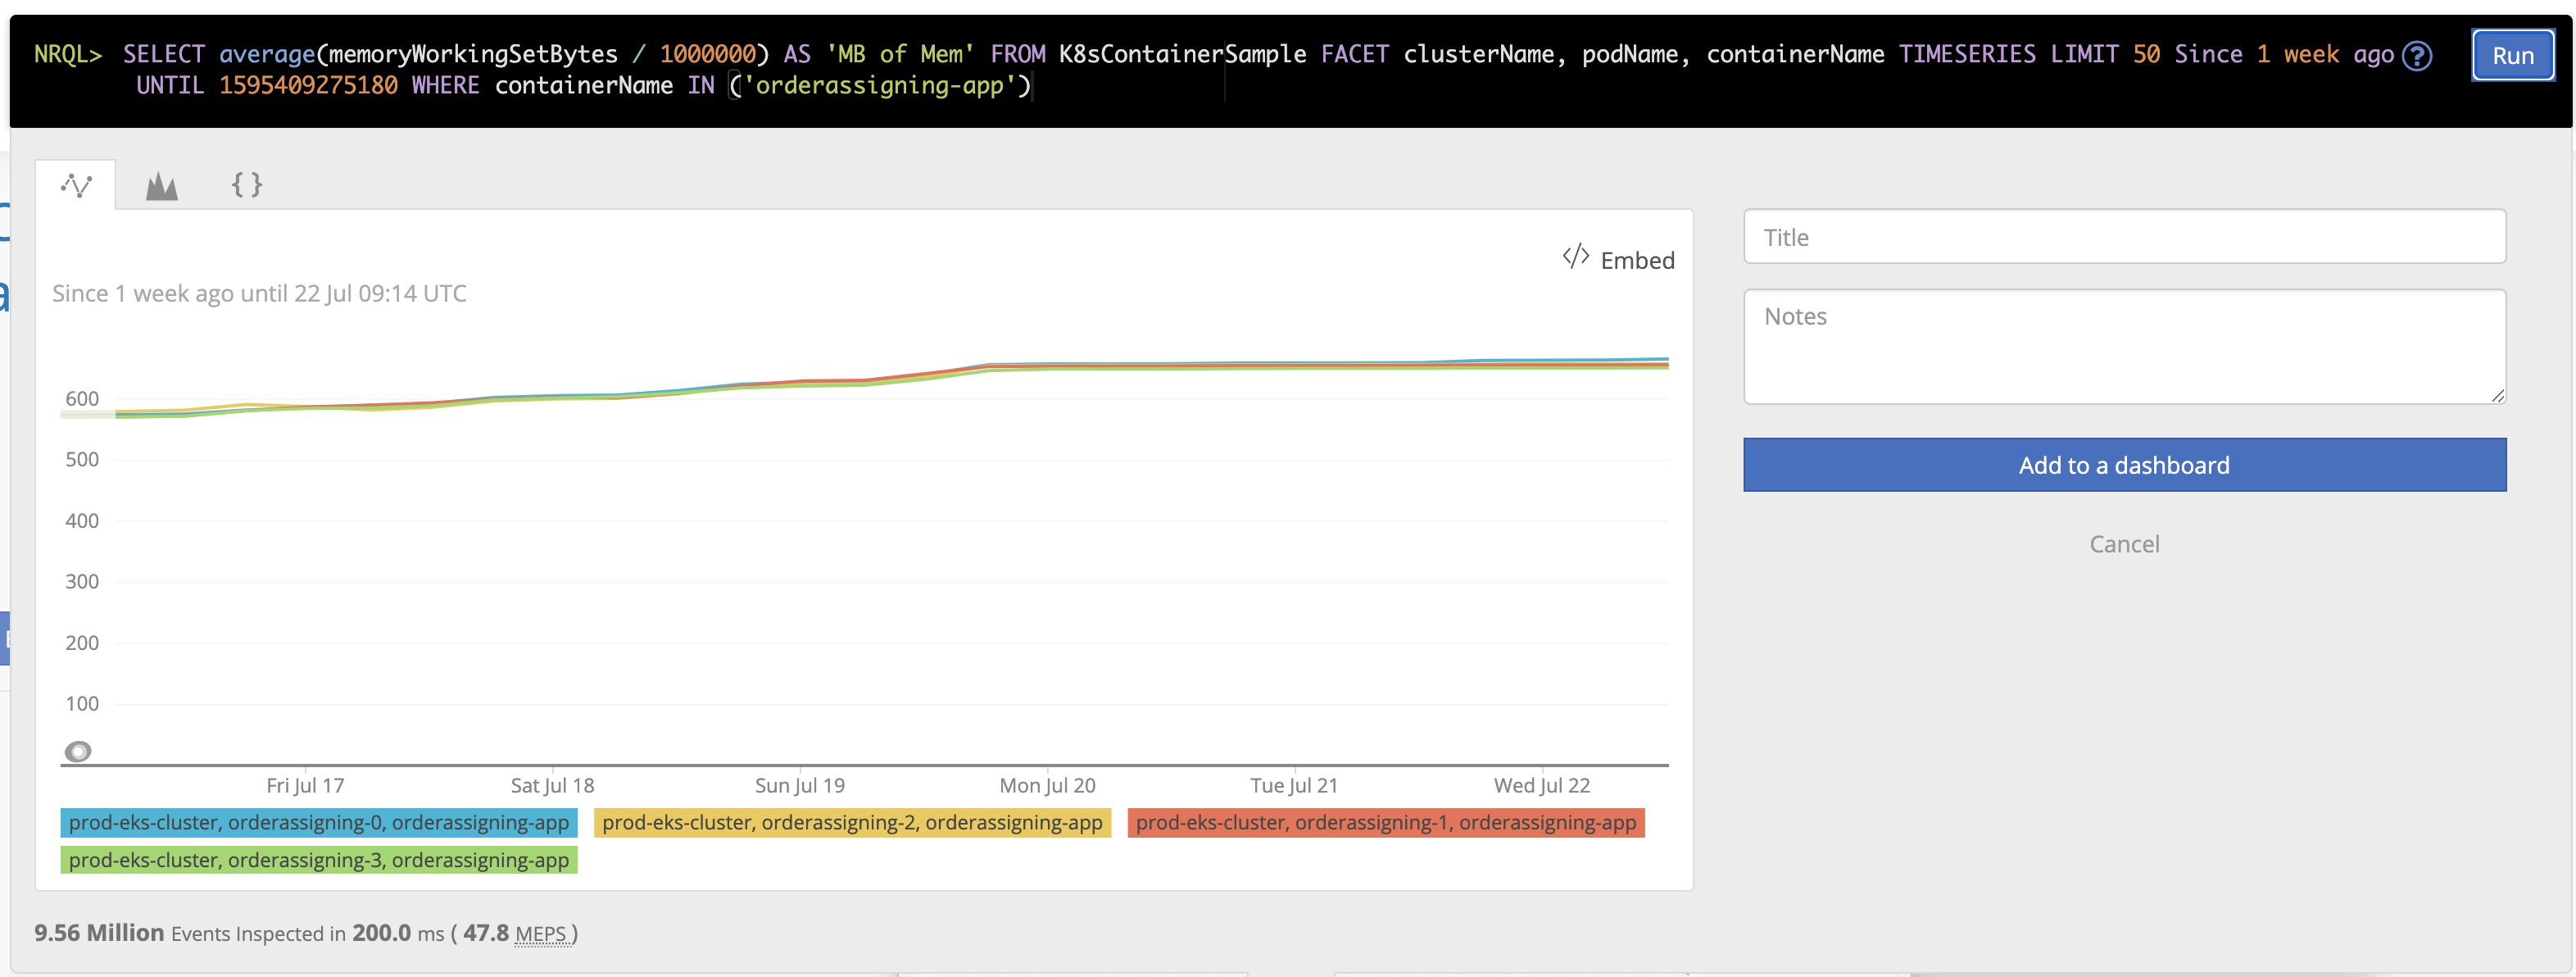 NRQL> SELECT average(memoryWorkingSetBytes / 1000000) AS 'MB of Mem' FROM K8sContainerSample FACET clusterName, podName, containerName TIMESERIES LIMIT 50 Since 1 week ago ? Run
UNTIL 1595409275180 WHERE containerName IN ('orderassigning-app')
{ }
</> Embed
Since 1 week ago until 22 Jul 09:14 UTC
600
500
400
300
200
100
Fri Jul 17 Sat Jul 18 Sun Jul 19 Mon Jul 20 Tue Jul 21 Wed Jul 22
prod-eks-cluster, orderassigning-0, orderassigning-app prod-eks-cluster, orderassigning-2, orderassigning-app prod-eks-cluster, orderassigning-1, orderassigning-app
prod-eks-cluster, orderassigning-3, orderassigning-app
9.56 Million Events Inspected in 200.0 ms ( 47.8 MEPS )
Title
Notes
Add to a dashboard
Cancel